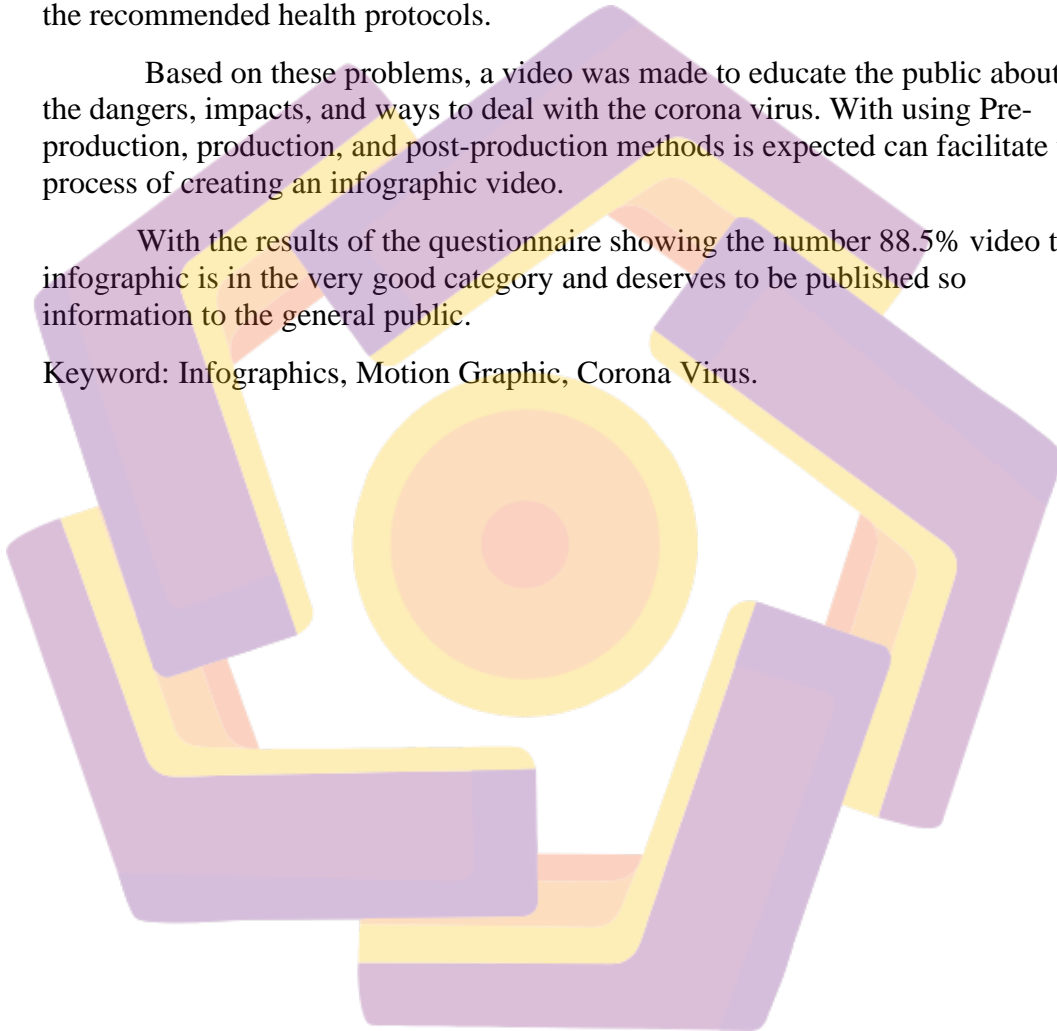 the recommended health protocols.
Based on these problems, a video was made to educate the public about
the dangers, impacts, and ways to deal with the corona virus. With using Pre-
production, production, and post-production methods is expected can facilitate
process of creating an infographic video.
With the results of the questionnaire showing the number 88.5% video
infographic is in the very good category and deserves to be published so
information to the general public.
Keyword: Infographics, Motion Graphic, Corona Virus.